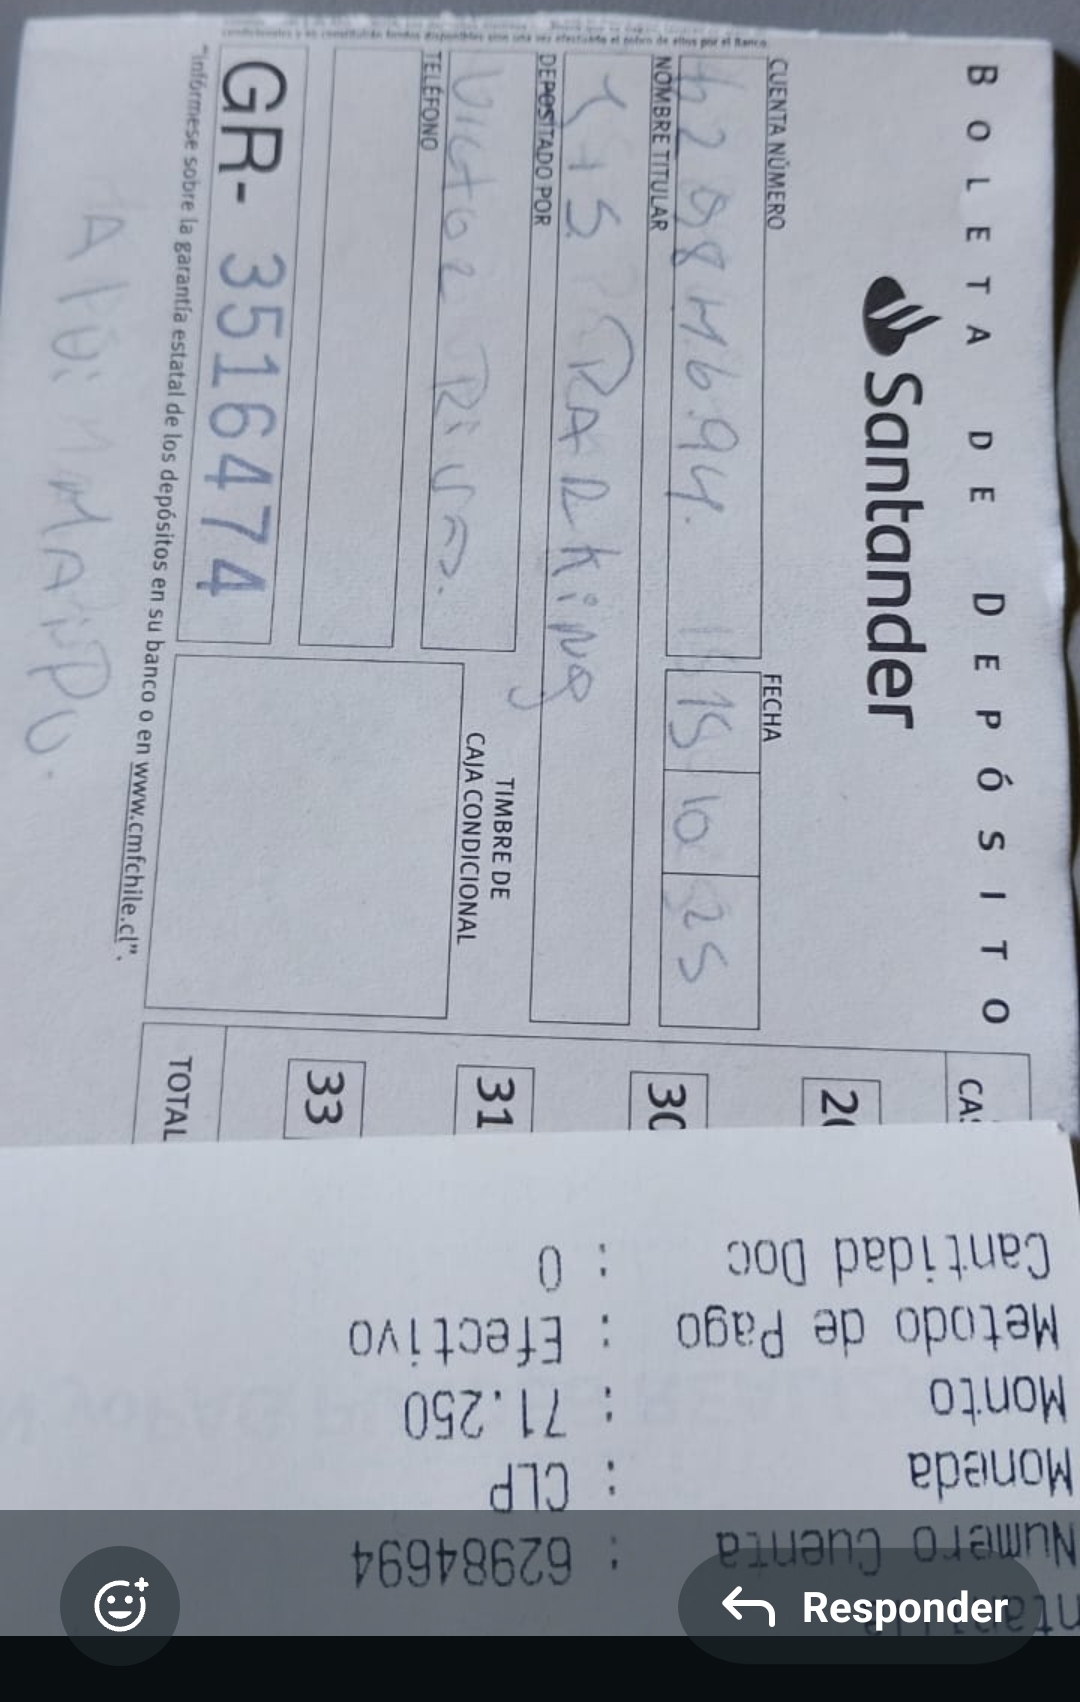 BOLETA DE DEPÓSITO
Santander
CUENTA NÚMERO
FECHA
15 10 25
NOMBRE TITULAR
PARKING
DEPOSITADO POR
VICTOR RIVAS.
TELÉFONO
TIMBRE DE
CAJA CONDICIONAL
GR- 3516474
"Infórmese sobre la garantía estatal de los depósitos en su banco o en www.cmfchile.cl".
MAIPU.
30
31
33
TOTAL
Numero Cuenta : 62984694
Moneda : CLP
Monto : 71.250
Metodo de Pago : Efectivo
Cantidad Doc : 0
Responder